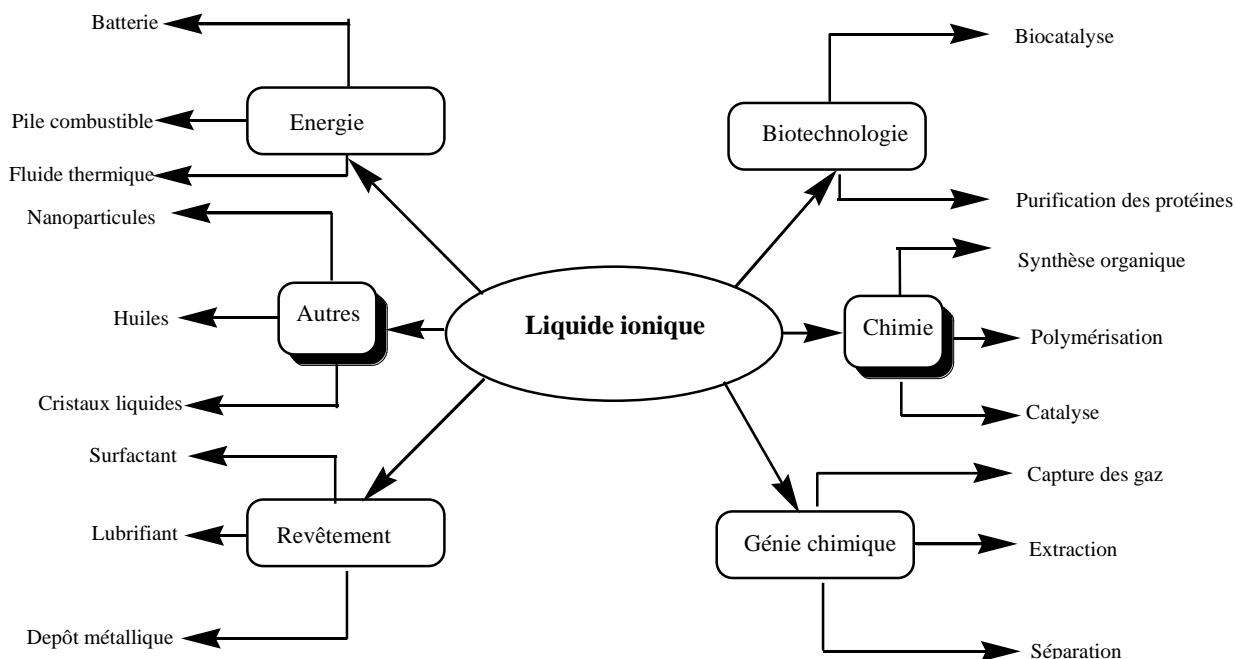 Batterie
Biocatalyse
Pile combustible
Energie
Biotechnologie
Fluide thermique
Nanoparticules
Purification des protéines
Synthèse organique
Huiles
Autres
Liquide ionique
Chimie
Polymérisation
Cristaux liquides
Catalyse
Surfactant
Capture des gaz
Lubrifiant
Revêtement
Génie chimique
Extraction
Depôt métallique
Séparation